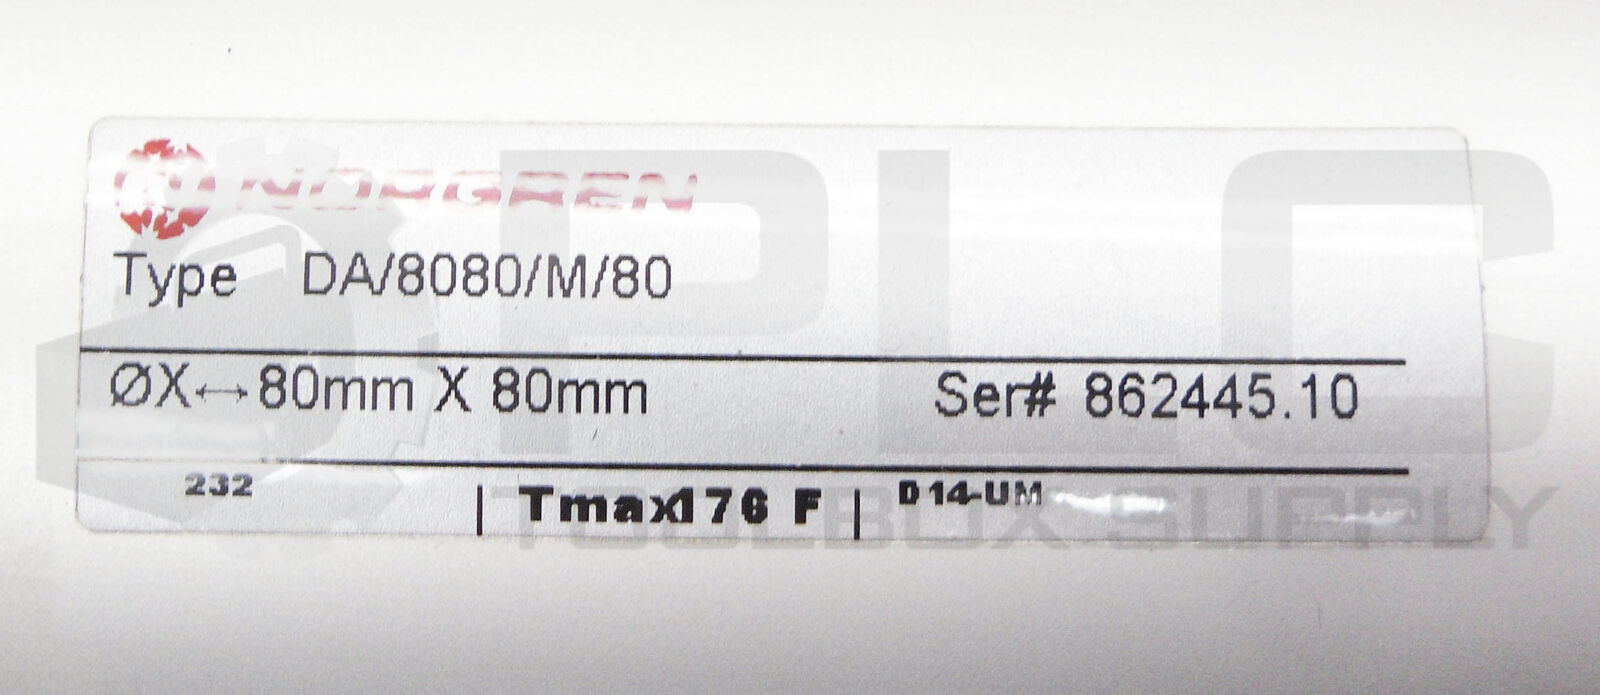 NORGREN
Type DA/8080/M/80
ØX↔80mm X 80mm Ser# 862445.10
232 | Tmax176 F | D14-UM
PLC
TOOLBOX SUPPLY